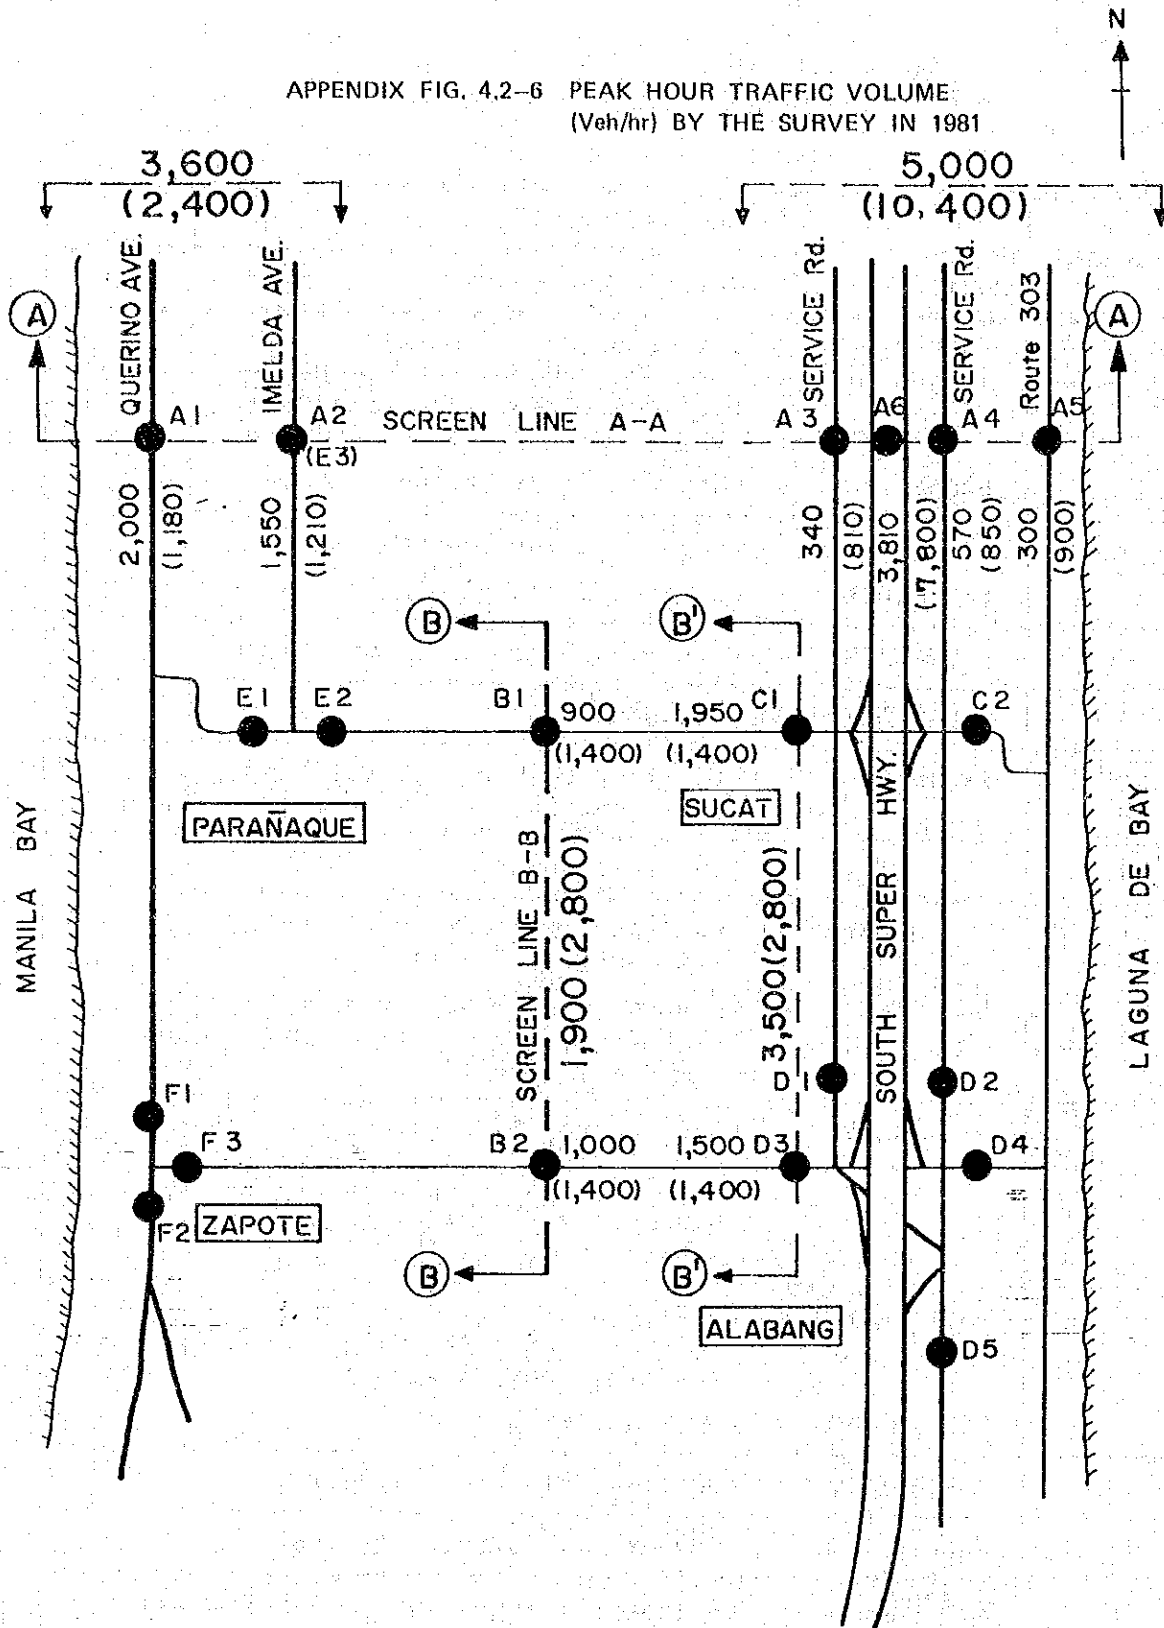 N
APPENDIX FIG. 4.2-6 PEAK HOUR TRAFFIC VOLUME
(Veh/hr) BY THE SURVEY IN 1981
3,600
(2,400)
5,000
(10,400)
QUERINO AVE.
IMELDA AVE.
SERVICE Rd.
SERVICE Rd.
Route 303
A
A
A1
A2
(E3)
SCREEN LINE A-A
A3
A6
A4
A5
2,000
(1,180)
1,550
(1,210)
340
(810)
3,810
(7,800)
570
(850)
300
(900)
B
B'
E1
E2
B1
900
(1,400)
1,950
(1,400)
C1
C2
PARAÑAQUE
SUCAT
MANILA BAY
SCREEN LINE B-B
1,900 (2,800)
3,500 (2,800)
SOUTH SUPER HWY.
LAGUNA DE BAY
D1
D2
F1
F3
B2
1,000
(1,400)
1,500
(1,400)
D3
D4
F2
ZAPOTE
B
B'
ALABANG
D5